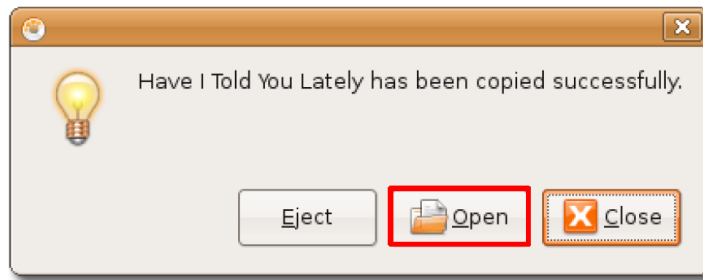 Have I Told You Lately has been copied successfully.
Eject Open Close